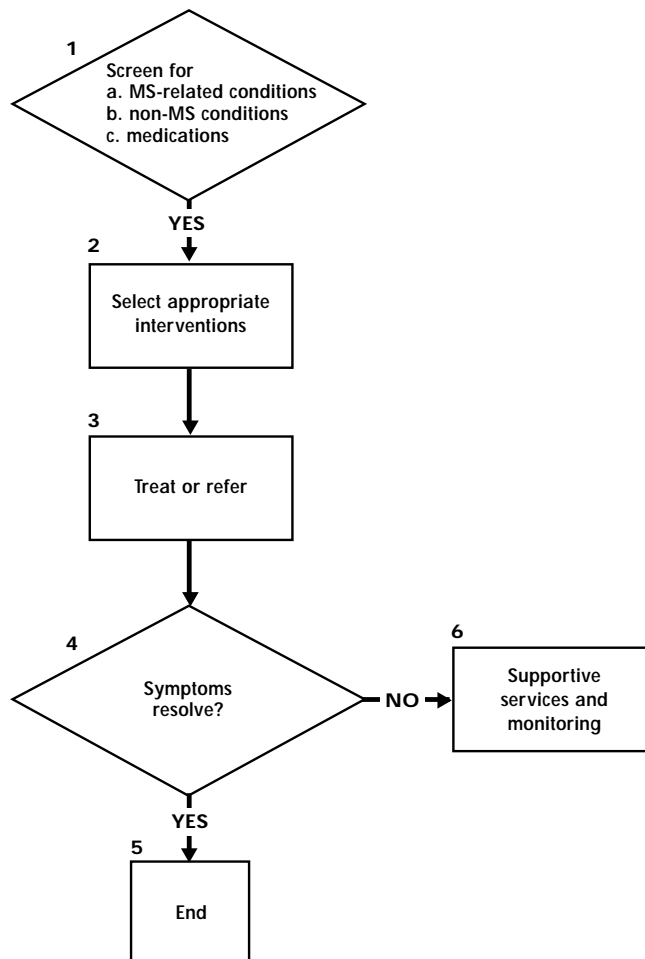 1
Screen for
a. MS-related conditions
b. non-MS conditions
c. medications
YES
2
Select appropriate
interventions
3
Treat or refer
4
Symptoms
resolve?
NO
6
Supportive
services and
monitoring
YES
5
End